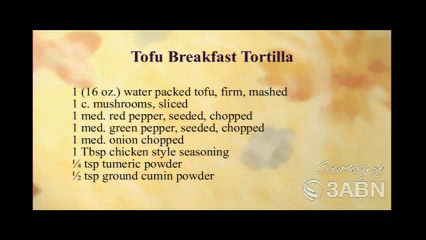 Tofu Breakfast Tortilla
1 (16 oz.) water packed tofu, firm, mashed
1 c. mushrooms, sliced
1 med. red pepper, seeded, chopped
1 med. green pepper, seeded, chopped
1 med. onion chopped
1 Tbsp chicken style seasoning
¼ tsp tumeric powder
½ tsp ground cumin powder
Courtesy of
3ABN